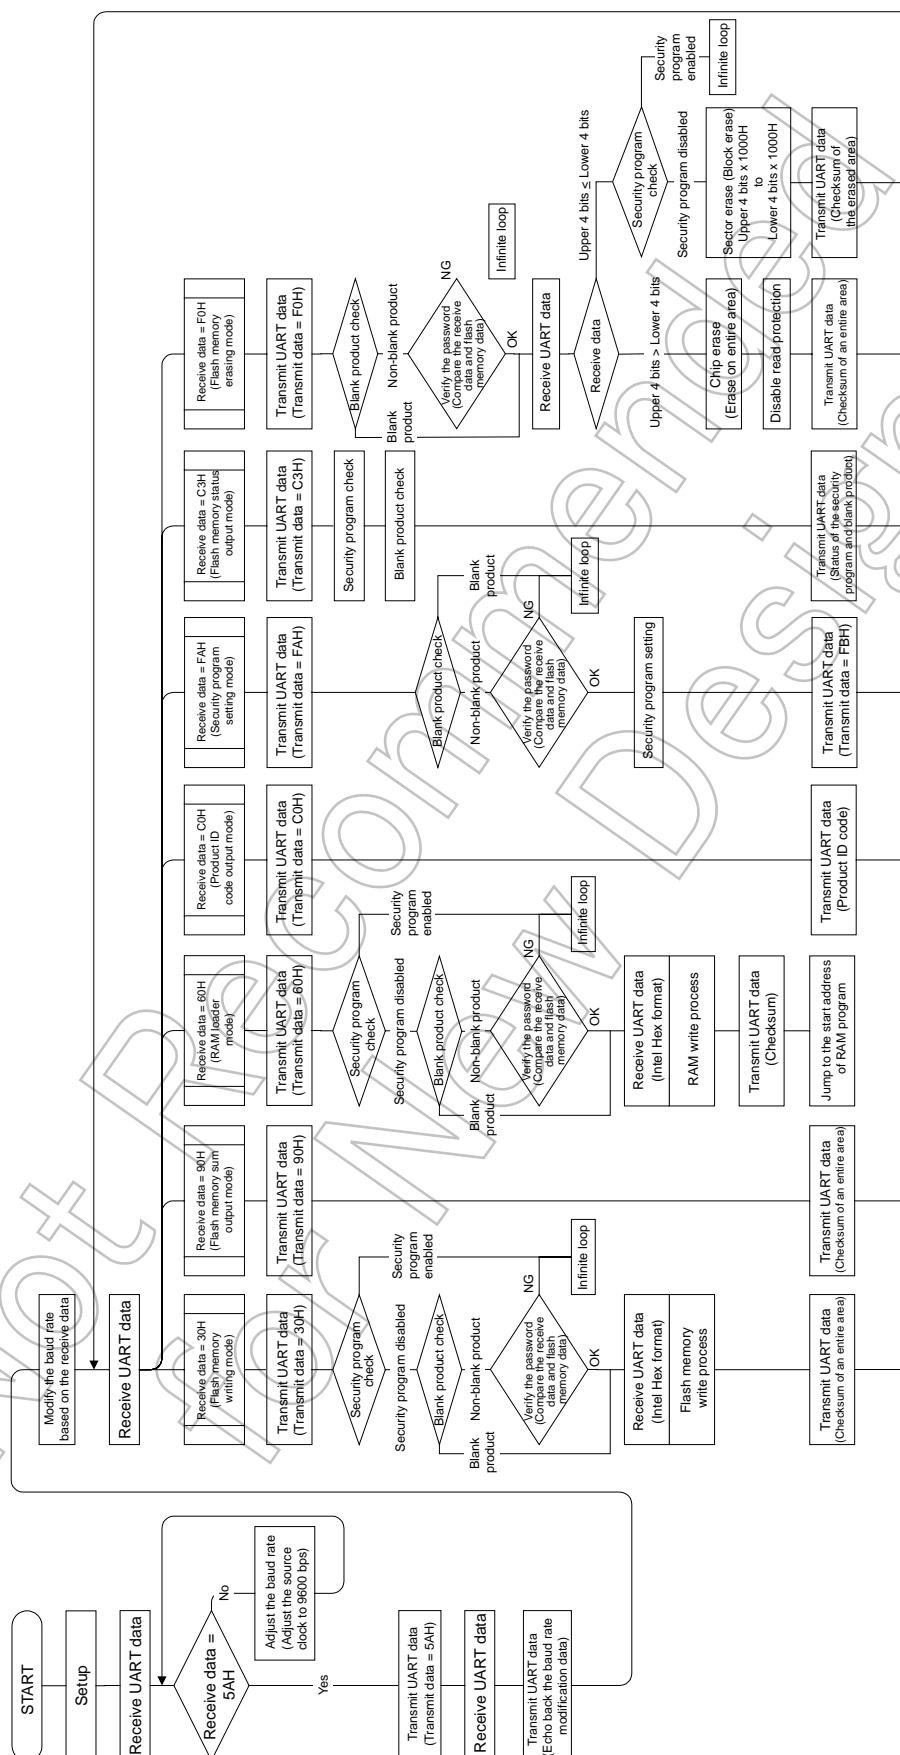 START
Setup
Receive UART data
Receive data =
5AH
No
Adjust the baud rate
(Adjust the source
clock to 9600 bps)
Yes
Transmit UART data
(Transmit data = 5AH)
Receive UART data
Transmit UART data
(Echo back the baud rate
modification data)
Modify the baud rate
based on the receive data
Receive UART data
Receive data = 30H
(Flash memory
writing mode)
Transmit UART data
(Transmit data = 30H)
Security program
check
Security program disabled
Security
program
enabled
Blank product check
Blank
product
Non-blank product
Verify the password
(Compare the receive
data and flash
memory data)
NG
Infinite loop
OK
Receive UART data
(Intel Hex format)
Flash memory
write process
Transmit UART data
(Checksum of an entire area)
Receive data = 90H
(Flash memory sum
output mode)
Transmit UART data
(Transmit data = 90H)
Transmit UART data
(Checksum of an entire area)
Receive data = 60H
(RAM loader
mode)
Transmit UART data
(Transmit data = 60H)
Security program
check
Security program disabled
Security
program
enabled
Blank product check
Blank
product
Non-blank product
Verify the password
(Compare the receive
data and flash
memory data)
NG
Infinite loop
OK
Receive UART data
(Intel Hex format)
RAM write process
Transmit UART data
(Checksum)
Jump to the start address
of RAM program
Receive data = C0H
(Product ID
code output mode)
Transmit UART data
(Transmit data = C0H)
Transmit UART data
(Product ID code)
Receive data = FAH
(Security program
setting mode)
Transmit UART data
(Transmit data = FAH)
Blank product check
Blank
product
Non-blank product
Verify the password
(Compare the receive
data and flash
memory data)
NG
Infinite loop
OK
Security program setting
Transmit UART data
(Transmit data = FBH)
Receive data = C3H
(Flash memory status
output mode)
Transmit UART data
(Transmit data = C3H)
Security program check
Blank product check
Transmit UART data
(Status of the security
program and blank product)
Receive data = F0H
(Flash memory
erasing mode)
Transmit UART data
(Transmit data = F0H)
Blank product check
Blank
product
Non-blank product
Verify the password
(Compare the receive
data and flash
memory data)
NG
Infinite loop
OK
Receive UART data
Receive data
Upper 4 bits > Lower 4 bits
Upper 4 bits ≤ Lower 4 bits
Chip erase
(Erase on entire area)
Disable read protection
Transmit UART data
(Checksum of an entire area)
Security program
check
Security
program
enabled
Infinite loop
Security program disabled
Sector erase (Block erase)
Upper 4 bits x 1000H
to
Lower 4 bits x 1000H
Transmit UART data
(Checksum of
the erased area)
Not Recommended
for New Design